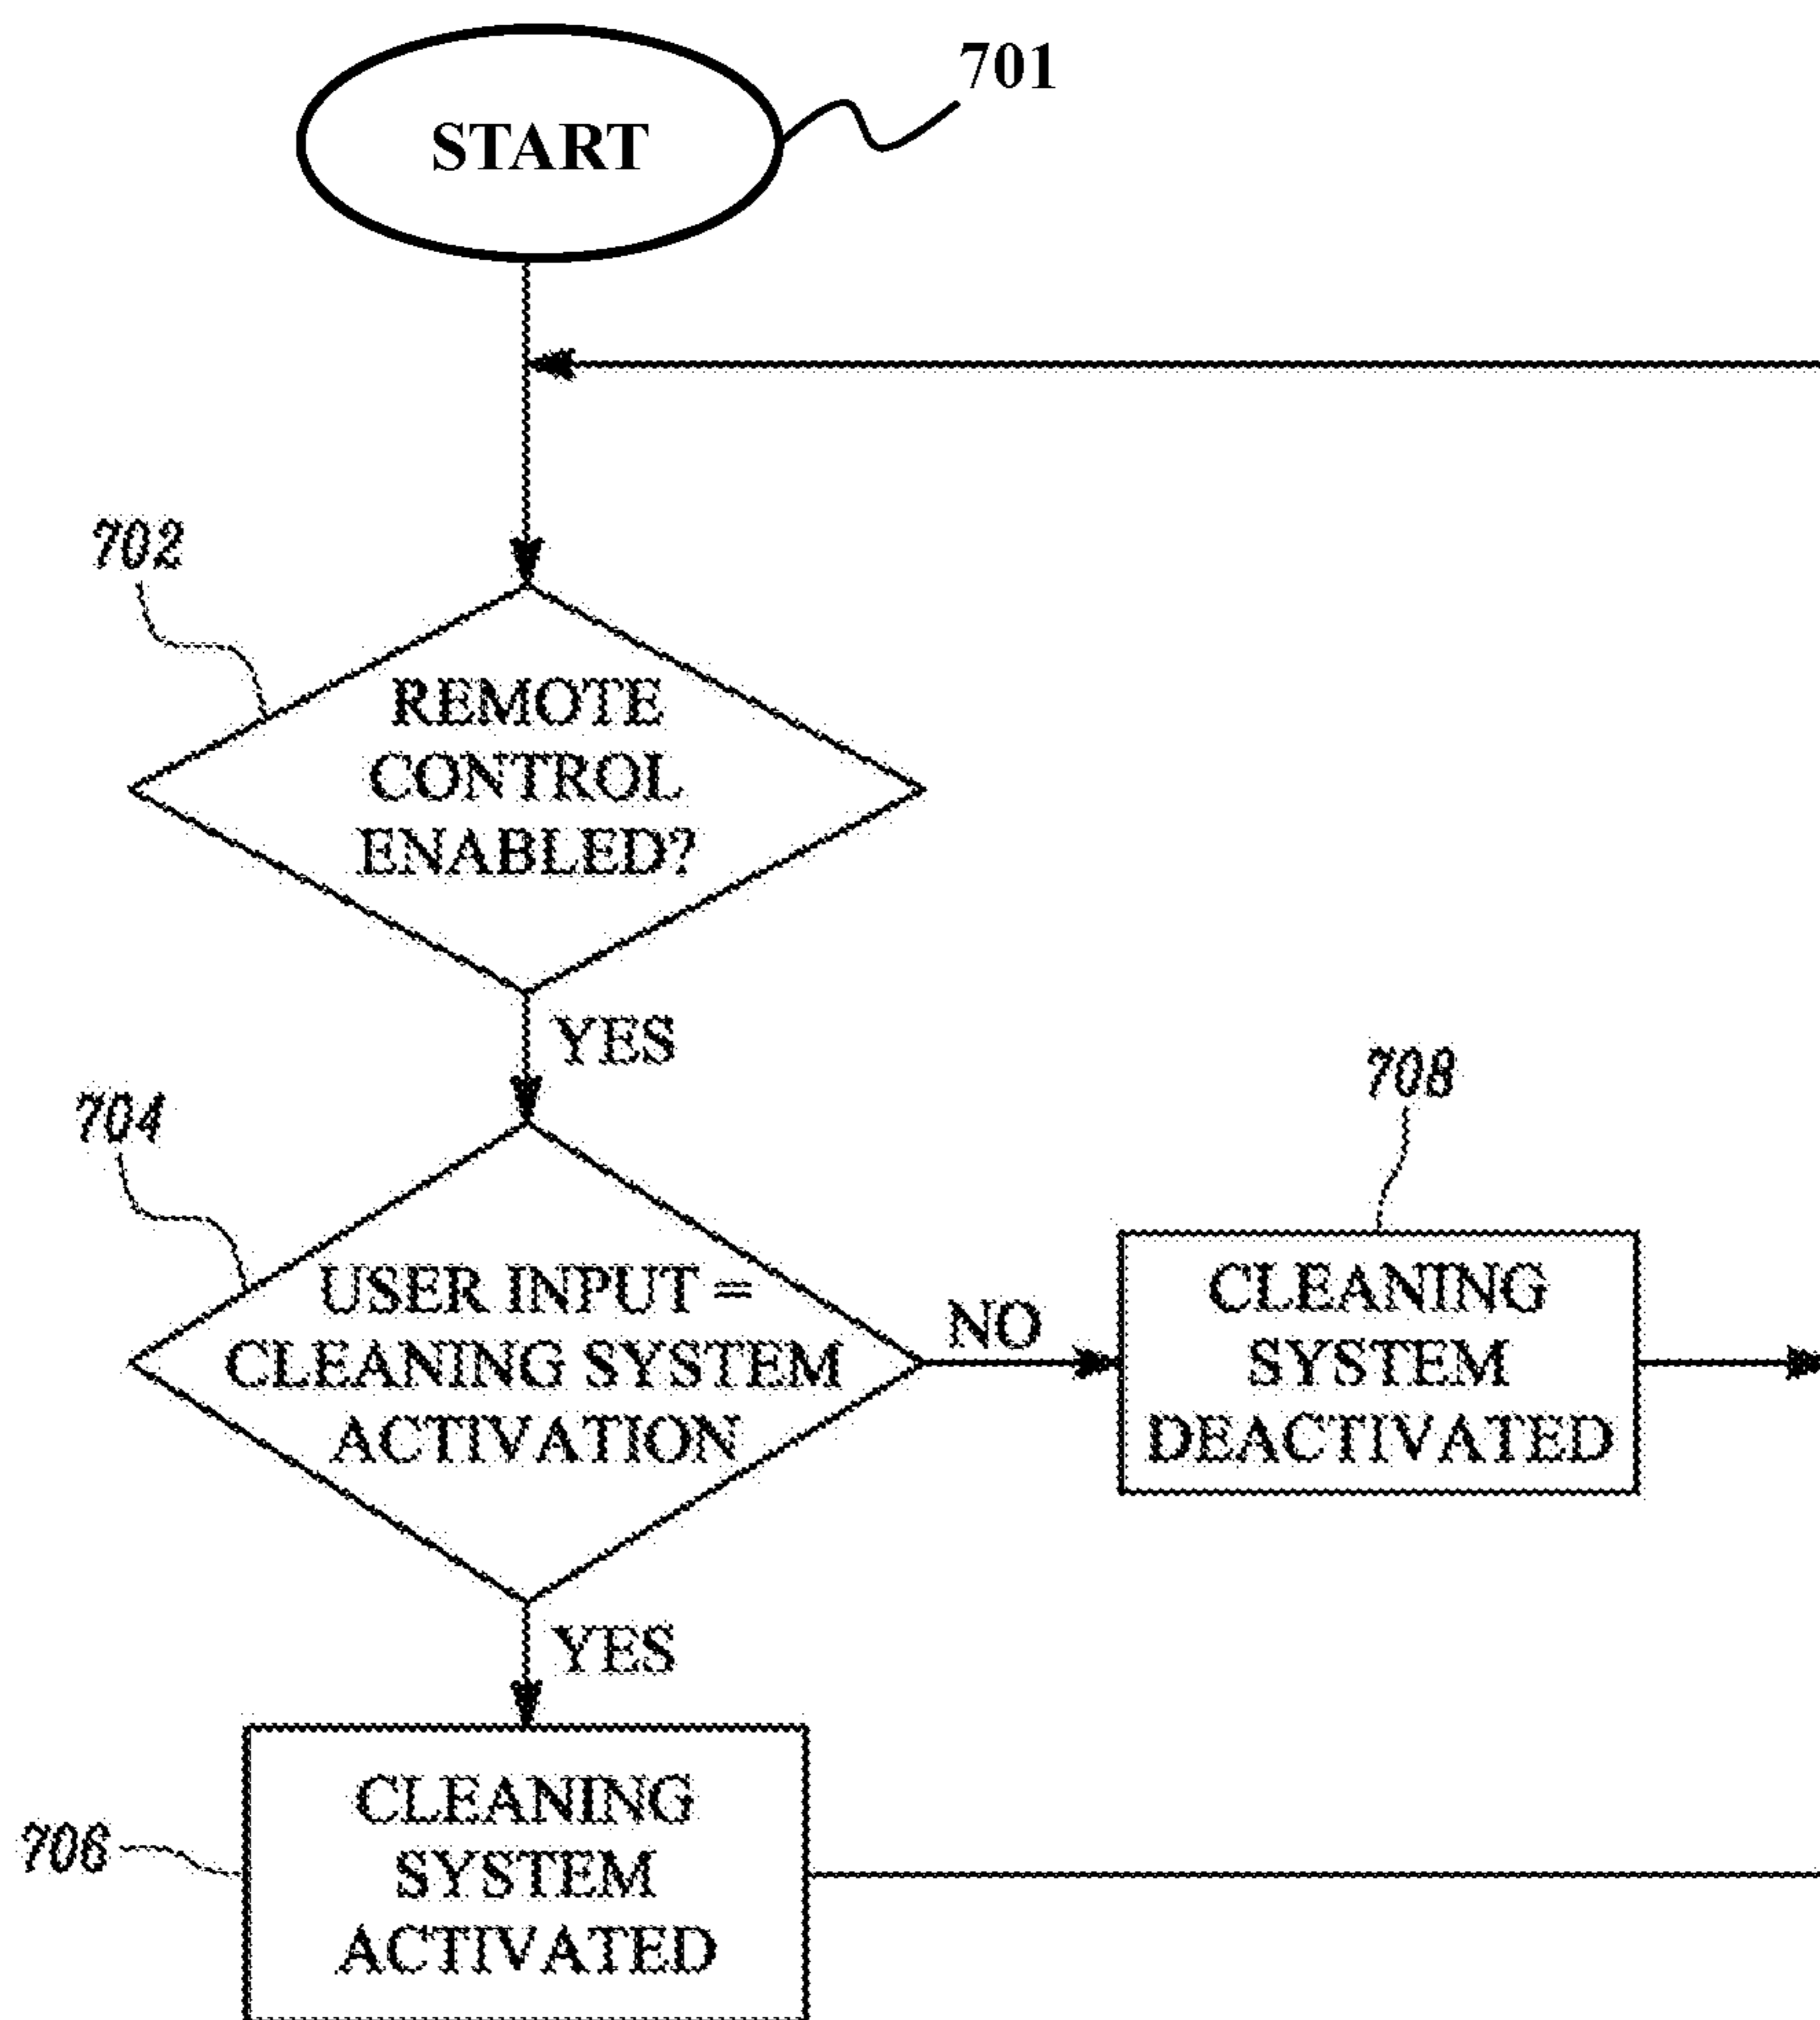 701
START
702
REMOTE
CONTROL
ENABLED?
YES
704
708
USER INPUT =
CLEANING SYSTEM
ACTIVATION
NO
CLEANING
SYSTEM
DEACTIVATED
YES
706
CLEANING
SYSTEM
ACTIVATED